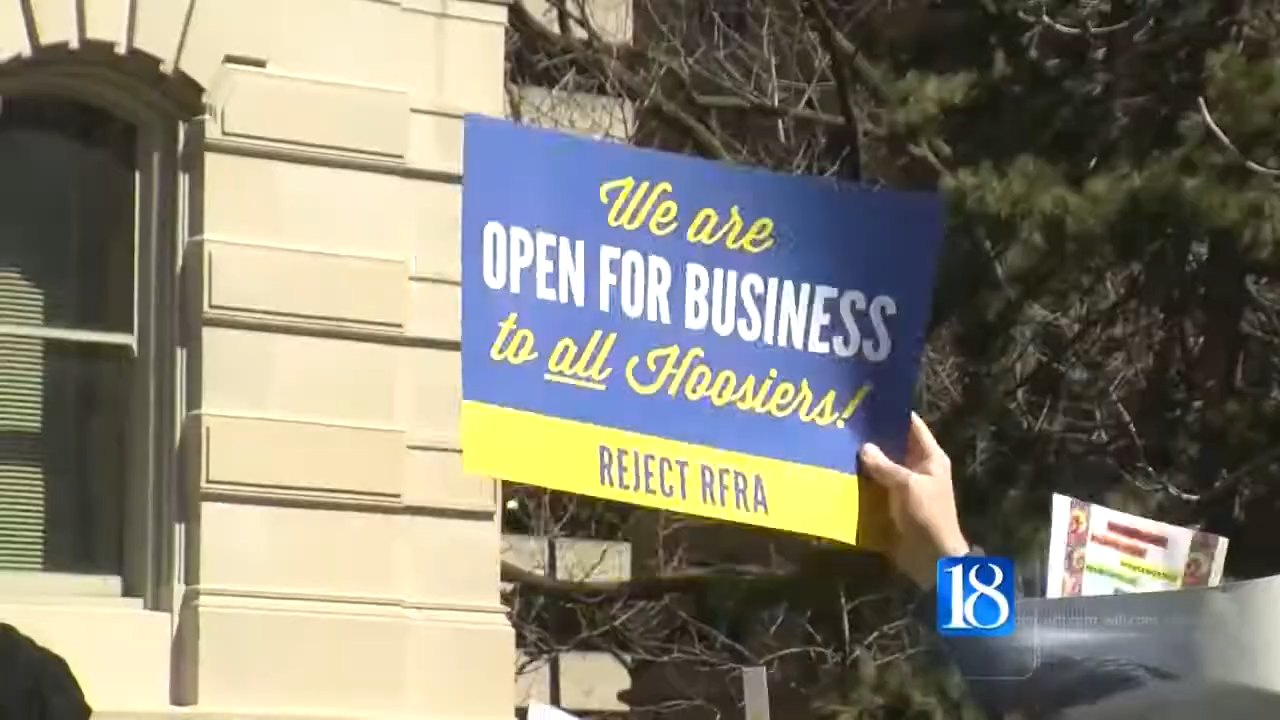 We are
OPEN FOR BUSINESS
to all Hoosiers!
REJECT RFRA
18